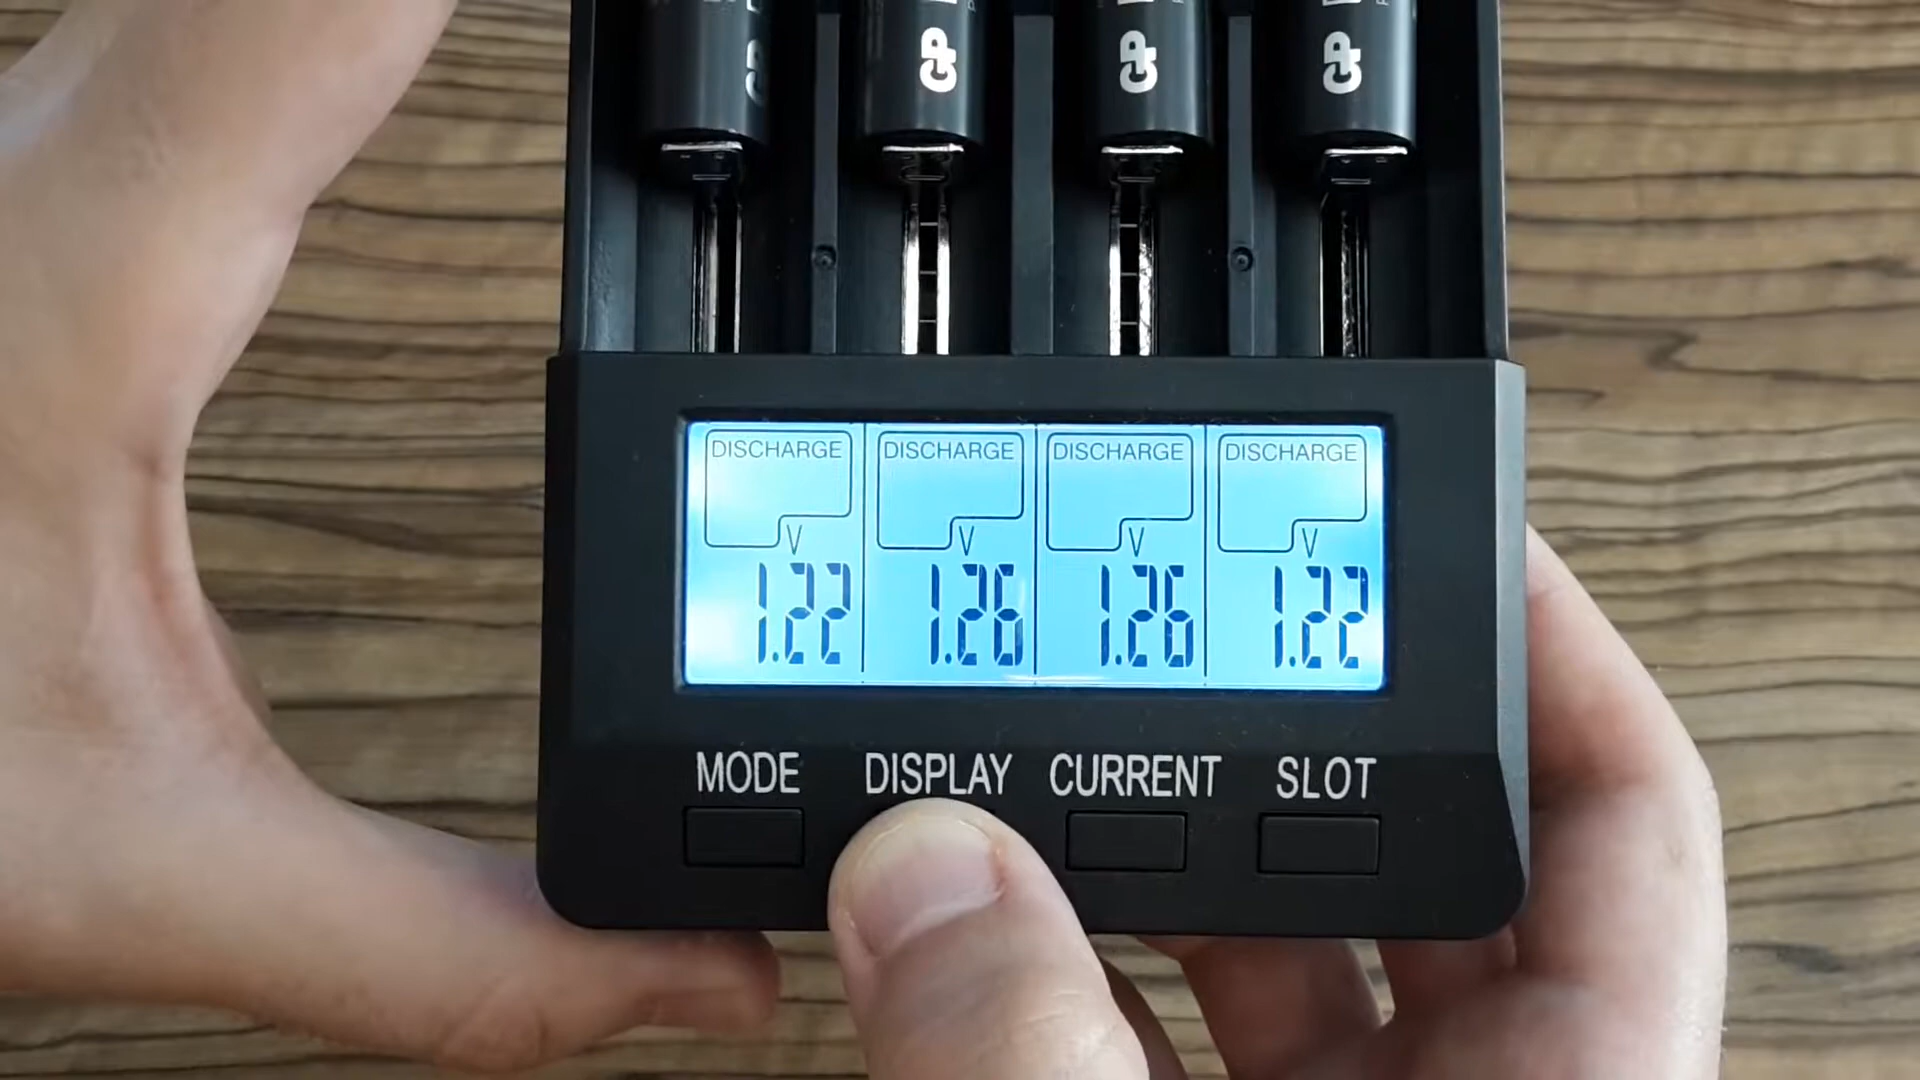 GP GP GP GP
DISCHARGE DISCHARGE DISCHARGE DISCHARGE
V V V V
1.22 1.26 1.26 1.22
MODE DISPLAY CURRENT SLOT